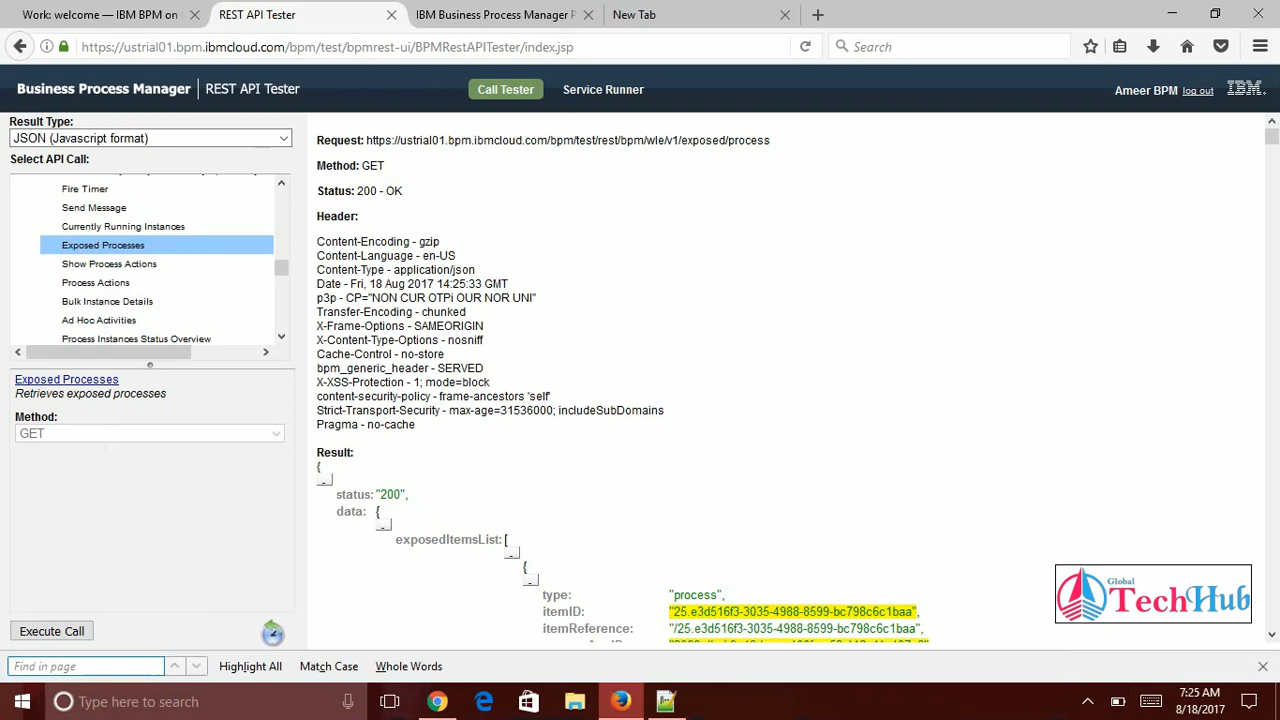 Work: welcome — IBM BPM on
REST API Tester
IBM Business Process Manager P
New Tab
https://ustrial01.bpm.ibmcloud.com/bpm/test/bpmrest-ui/BPMRestAPITester/index.jsp
Search
Business Process Manager | REST API Tester
Call Tester
Service Runner
Ameer BPM log out
IBM
Result Type:
JSON (Javascript format)
Select API Call:
Fire Timer
Send Message
Currently Running Instances
Exposed Processes
Show Process Actions
Process Actions
Bulk Instance Details
Ad Hoc Activities
Process Instances Status Overview
Exposed Processes
Retrieves exposed processes
Method:
GET
Execute Call
Request: https://ustrial01.bpm.ibmcloud.com/bpm/test/rest/bpm/wle/v1/exposed/process
Method: GET
Status: 200 - OK
Header:
Content-Encoding - gzip
Content-Language - en-US
Content-Type - application/json
Date - Fri, 18 Aug 2017 14:25:33 GMT
p3p - CP="NON CUR OTPi OUR NOR UNI"
Transfer-Encoding - chunked
X-Frame-Options - SAMEORIGIN
X-Content-Type-Options - nosniff
Cache-Control - no-store
bpm_generic_header - SERVED
X-XSS-Protection - 1; mode=block
content-security-policy - frame-ancestors 'self'
Strict-Transport-Security - max-age=31536000; includeSubDomains
Pragma - no-cache
Result:
{
-
status: "200",
data: {
-
exposedItemsList: [
-
{
-
type: "process",
itemID: "25.e3d516f3-3035-4988-8599-bc798c6c1baa",
itemReference: "/25.e3d516f3-3035-4988-8599-bc798c6c1baa",
Global
TechHub
Find in page
Highlight All
Match Case
Whole Words
Type here to search
7:25 AM
8/18/2017